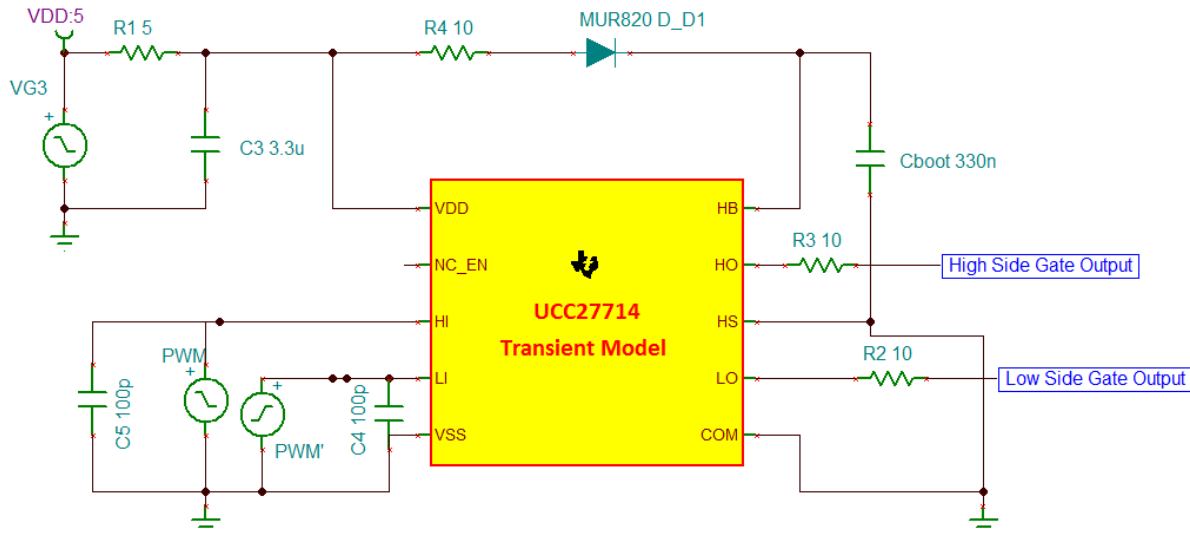 VDD:5
R1 5
R4 10
MUR820 D_D1
VG3
+
C3 3.3u
Cboot 330n
VDD
HB
R3 10
NC_EN
HO
High Side Gate Output
UCC27714
Transient Model
HI
HS
PWM
+
R2 10
LI
LO
Low Side Gate Output
+
C5 100p
C4 100p
PWM'
VSS
COM